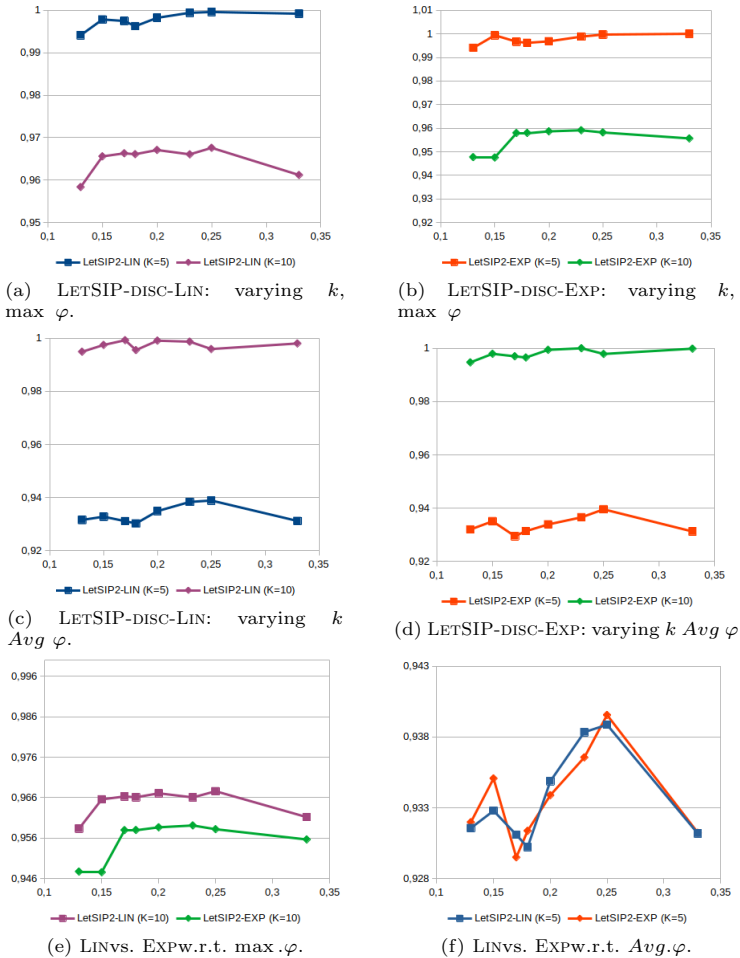 1
0,99
0,98
0,97
0,96
0,95
0,1 0,15 0,2 0,25 0,3 0,35
LetSIP2-LIN (K=5) LetSIP2-LIN (K=10)
(a) LETSIP-DISC-LIN: varying k,
max φ.
1,01
1
0,99
0,98
0,97
0,96
0,95
0,94
0,93
0,92
0,1 0,15 0,2 0,25 0,3 0,35
LetSIP2-EXP (K=5) LetSIP2-EXP (K=10)
(b) LETSIP-DISC-EXP: varying k,
max φ
1
0,98
0,96
0,94
0,92
0,1 0,15 0,2 0,25 0,3 0,35
LetSIP2-LIN (K=5) LetSIP2-LIN (K=10)
(c) LETSIP-DISC-LIN: varying k
Avg φ.
1
0,98
0,96
0,94
0,92
0,1 0,15 0,2 0,25 0,3 0,35
LetSIP2-EXP (K=5) LetSIP2-EXP (K=10)
(d) LETSIP-DISC-EXP: varying k Avg φ
0,996
0,986
0,976
0,966
0,956
0,946
0,1 0,15 0,2 0,25 0,3 0,35
LetSIP2-LIN (K=10) LetSIP2-EXP (K=10)
(e) LINvs. EXPw.r.t. max .φ.
0,943
0,938
0,933
0,928
0,1 0,15 0,2 0,25 0,3 0,35
LetSIP2-LIN (K=5) LetSIP2-EXP (K=5)
(f) LINvs. EXPw.r.t. Avg.φ.